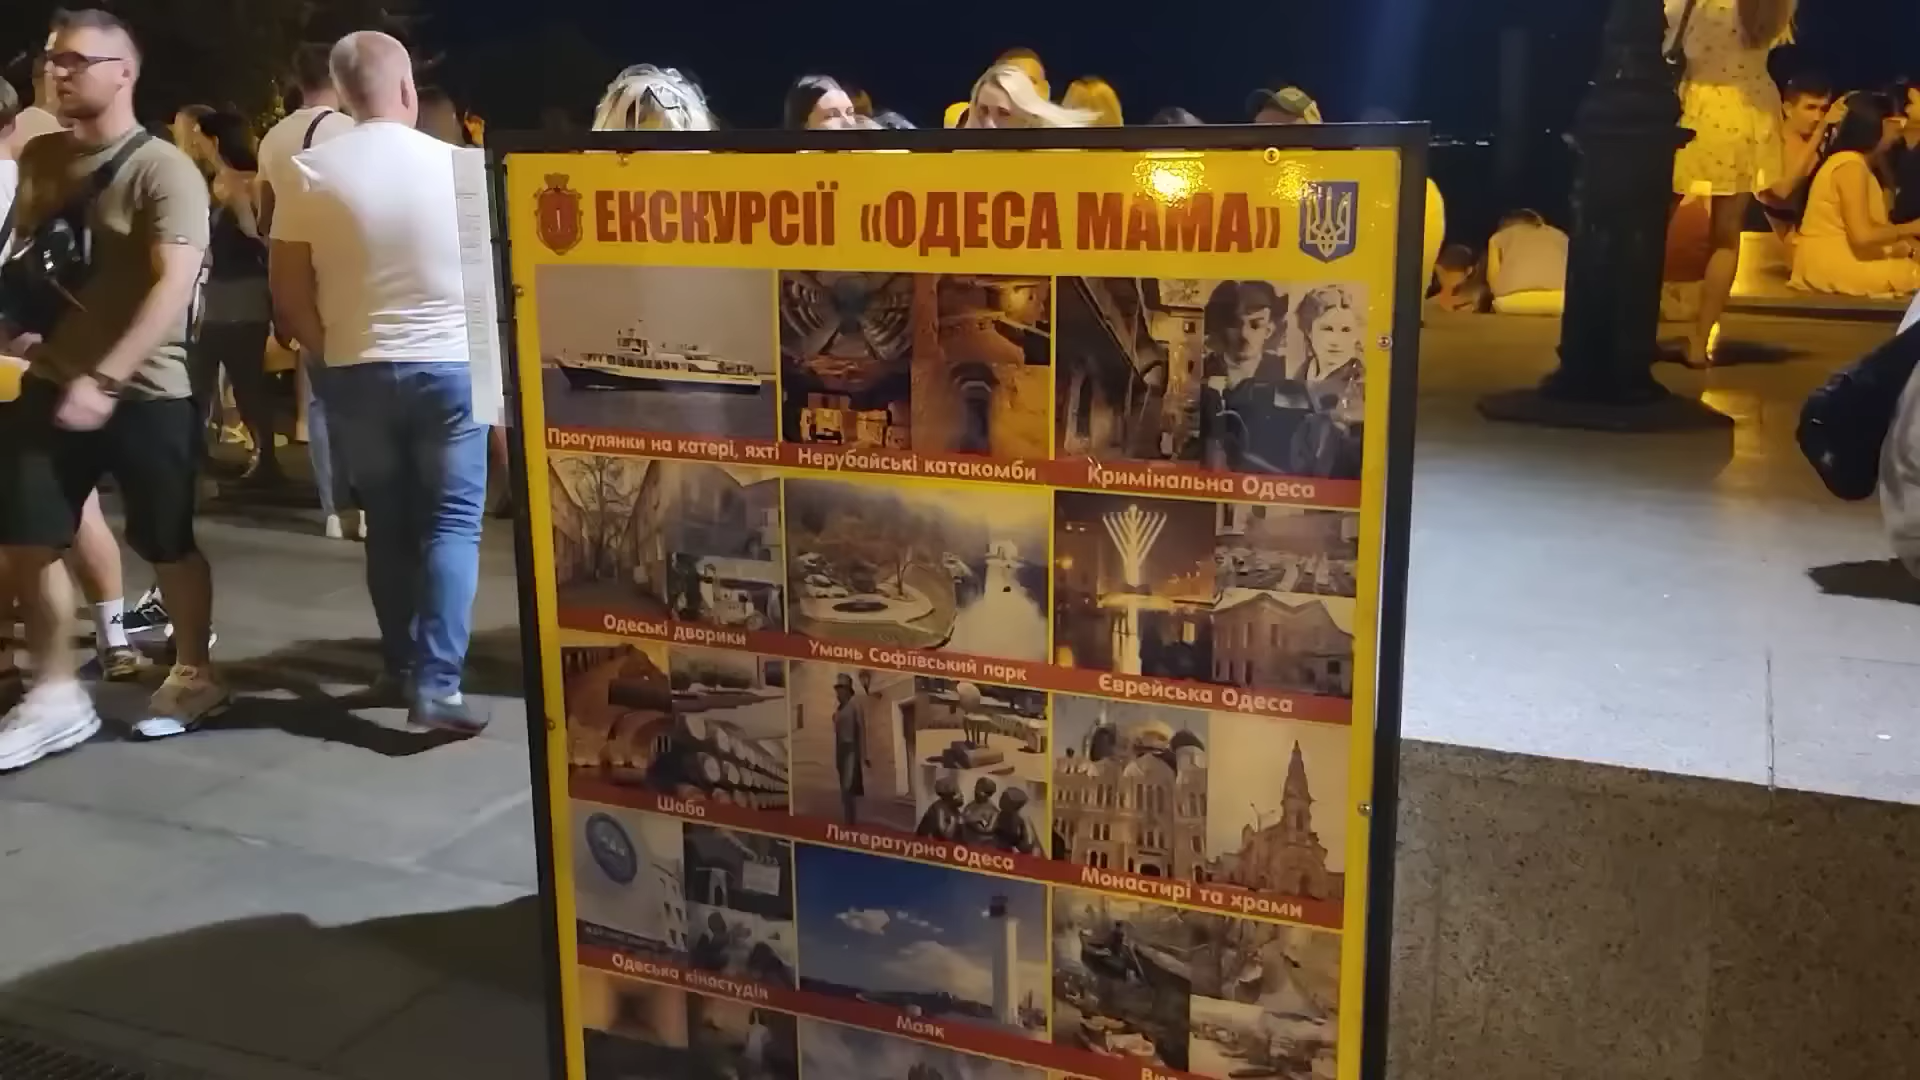 ЕКСКУРСІЇ «ОДЕСА МАМА»
Прогулянки на катері, яхті
Нерубайські катакомби
Кримінальна Одеса
Одеські дворики
Умань Софіївський парк
Єврейська Одеса
Шабо
Литературна Одеса
Монастирі та храми
Одеська кіностудія
Маяк